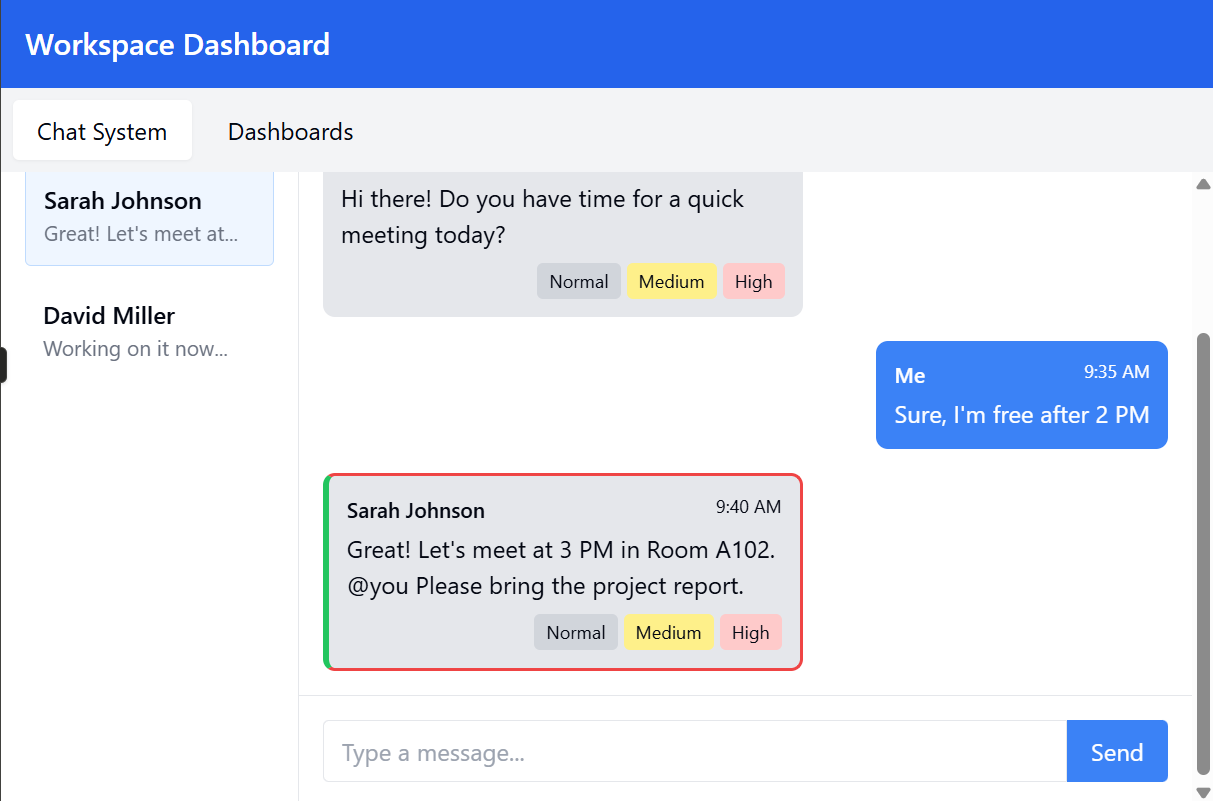 Workspace Dashboard
Chat System
Dashboards
Sarah Johnson
Great! Let's meet at...
David Miller
Working on it now...
Hi there! Do you have time for a quick
meeting today?
Normal Medium High
Me 9:35 AM
Sure, I'm free after 2 PM
Sarah Johnson 9:40 AM
Great! Let's meet at 3 PM in Room A102.
@you Please bring the project report.
Normal Medium High
Type a message...
Send